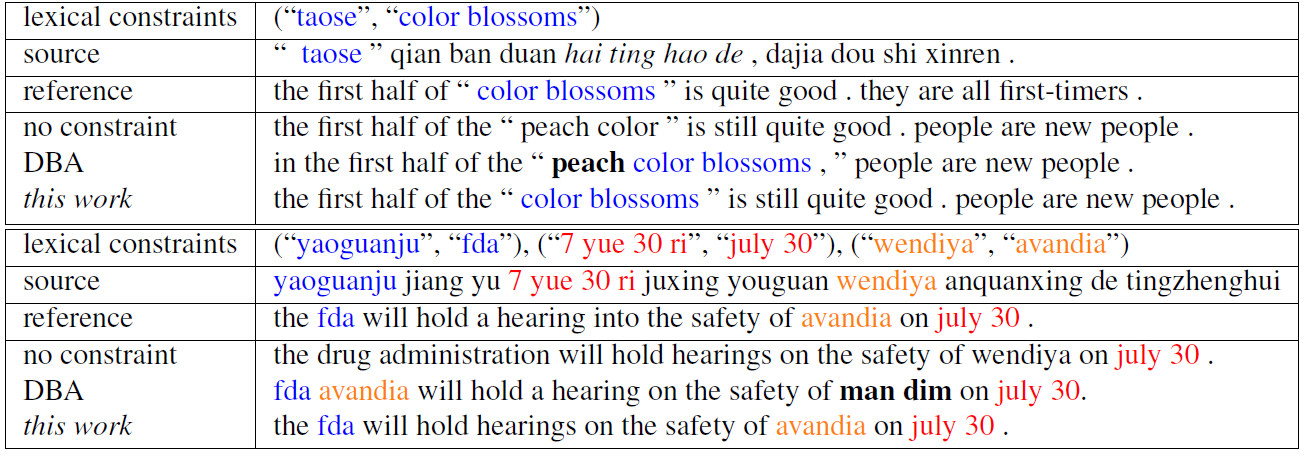 lexical constraints (“taose”, “color blossoms”)
source “ taose ” qian ban duan hai ting hao de , dajia dou shi xinren .
reference the first half of “ color blossoms ” is quite good . they are all first-timers .
no constraint the first half of the “ peach color ” is still quite good . people are new people .
DBA in the first half of the “ peach color blossoms , ” people are new people .
this work the first half of the “ color blossoms ” is still quite good . people are new people .
lexical constraints (“yaoguanju”, “fda”), (“7 yue 30 ri”, “july 30”), (“wendiya”, “avandia”)
source yaoguanju jiang yu 7 yue 30 ri juxing youguan wendiya anquanxing de tingzhenghui
reference the fda will hold a hearing into the safety of avandia on july 30 .
no constraint the drug administration will hold hearings on the safety of wendiya on july 30 .
DBA fda avandia will hold a hearing on the safety of man dim on july 30.
this work the fda will hold hearings on the safety of avandia on july 30 .